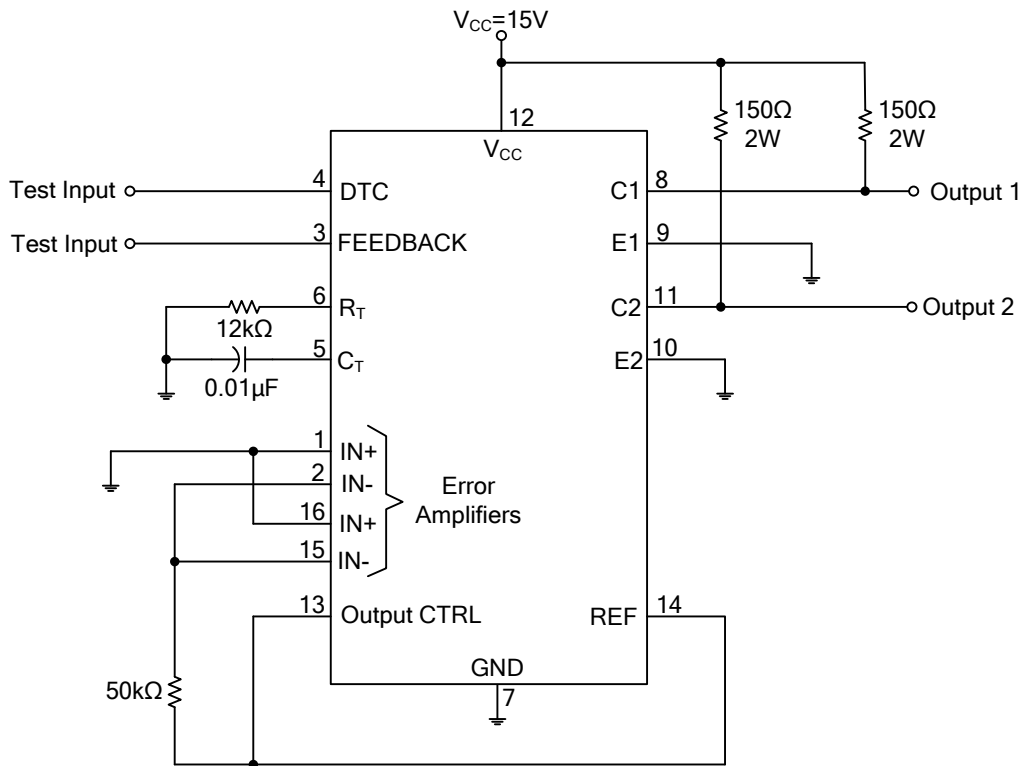 V_CC=15V
12
V_CC
150Ω
2W
150Ω
2W
Test Input
4
DTC
C1
8
Output 1
Test Input
3
FEEDBACK
E1
9
6
R_T
12kΩ
C2
11
Output 2
5
C_T
0.01µF
E2
10
1
IN+
2
IN-
16
IN+
15
IN-
Error
Amplifiers
13
Output CTRL
REF
14
GND
7
50kΩ